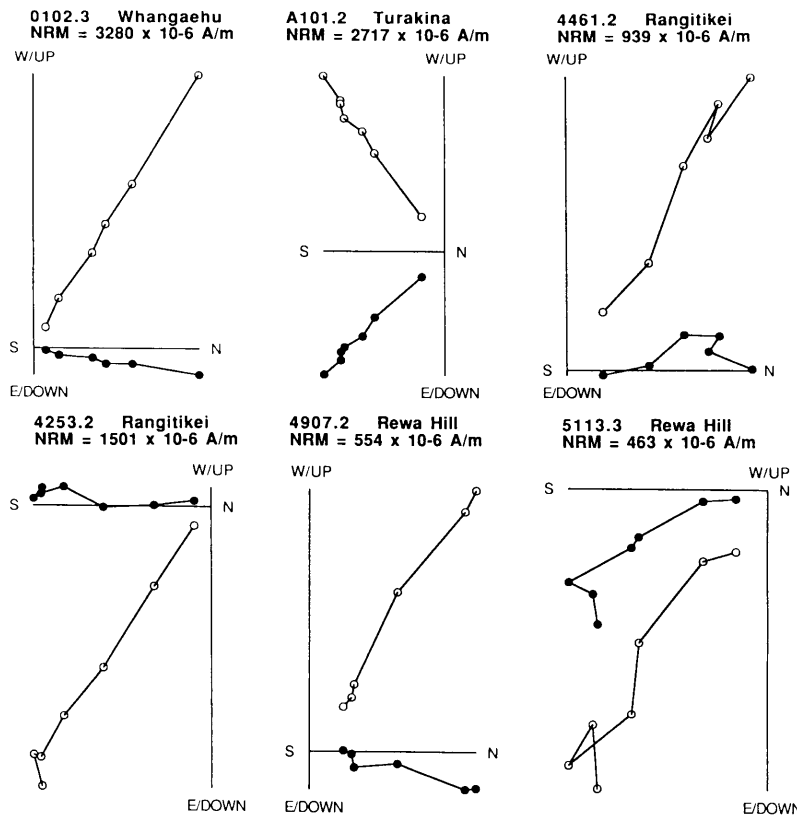 0102.3 Whangaehu
NRM = 3280 x 10-6 A/m
W/UP
S
N
E/DOWN
A101.2 Turakina
NRM = 2717 x 10-6 A/m
W/UP
S
N
E/DOWN
4461.2 Rangitikei
NRM = 939 x 10-6 A/m
W/UP
S
N
E/DOWN
4253.2 Rangitikei
NRM = 1501 x 10-6 A/m
W/UP
S
N
E/DOWN
4907.2 Rewa Hill
NRM = 554 x 10-6 A/m
W/UP
S
N
E/DOWN
5113.3 Rewa Hill
NRM = 463 x 10-6 A/m
W/UP
S
N
E/DOWN